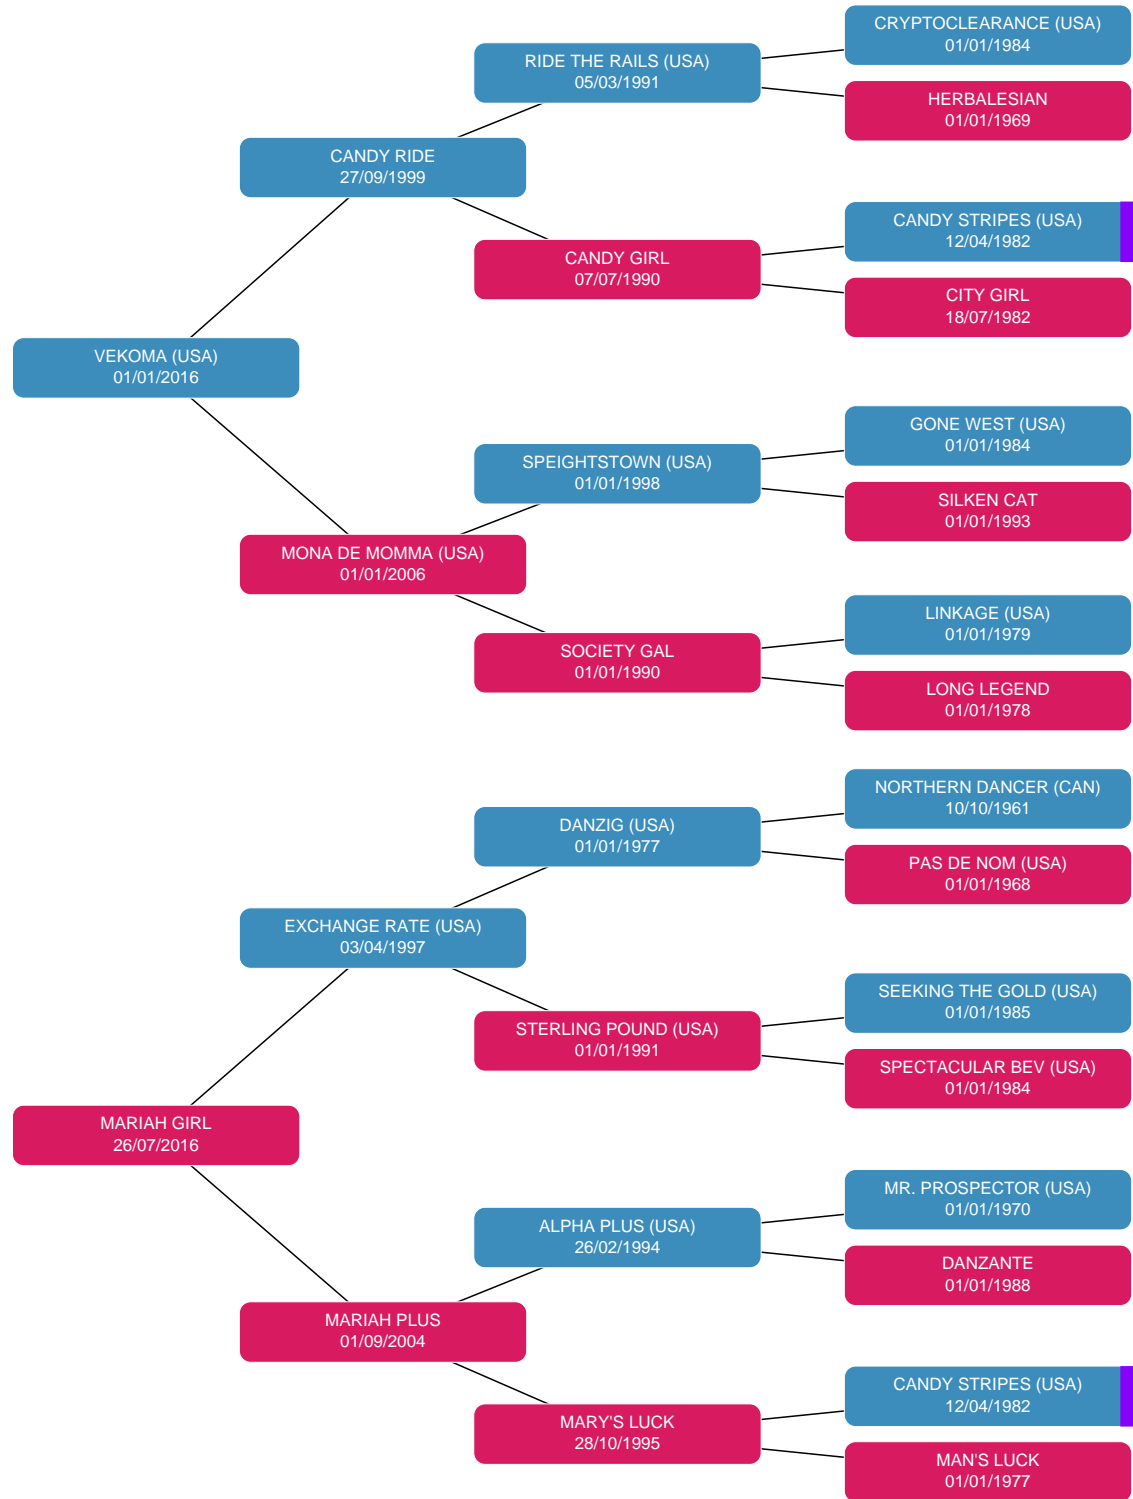 CRYPTOCLEARANCE (USA)
01/01/1984
RIDE THE RAILS (USA)
05/03/1991
HERBALESIAN
01/01/1969
CANDY RIDE
27/09/1999
CANDY STRIPES (USA)
12/04/1982
CANDY GIRL
07/07/1990
CITY GIRL
18/07/1982
VEKOMA (USA)
01/01/2016
GONE WEST (USA)
01/01/1984
SPEIGHTSTOWN (USA)
01/01/1998
SILKEN CAT
01/01/1993
MONA DE MOMMA (USA)
01/01/2006
LINKAGE (USA)
01/01/1979
SOCIETY GAL
01/01/1990
LONG LEGEND
01/01/1978
NORTHERN DANCER (CAN)
10/10/1961
DANZIG (USA)
01/01/1977
PAS DE NOM (USA)
01/01/1968
EXCHANGE RATE (USA)
03/04/1997
SEEKING THE GOLD (USA)
01/01/1985
STERLING POUND (USA)
01/01/1991
SPECTACULAR BEV (USA)
01/01/1984
MARIAH GIRL
26/07/2016
MR. PROSPECTOR (USA)
01/01/1970
ALPHA PLUS (USA)
26/02/1994
DANZANTE
01/01/1988
MARIAH PLUS
01/09/2004
CANDY STRIPES (USA)
12/04/1982
MARY'S LUCK
28/10/1995
MAN'S LUCK
01/01/1977